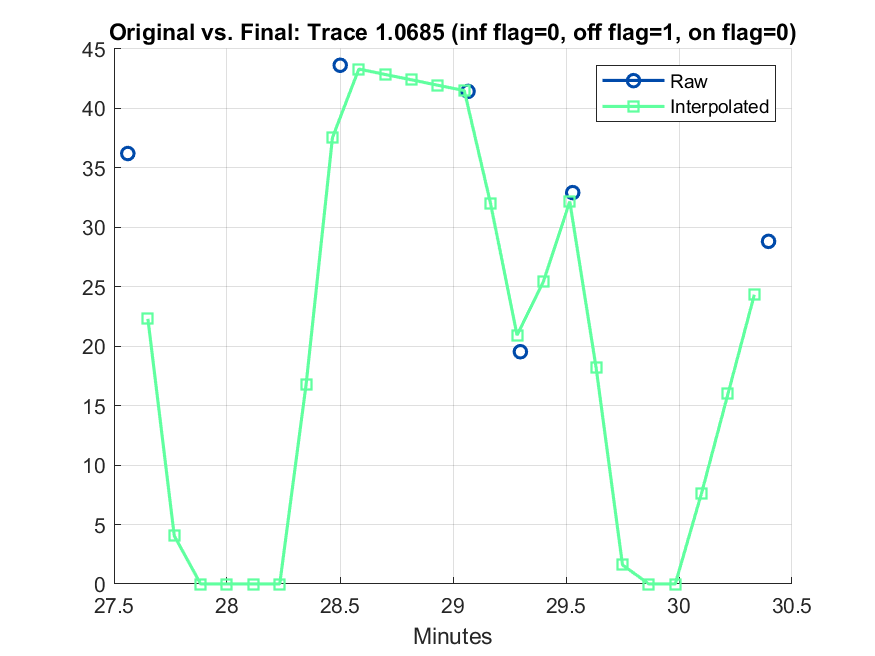 Original vs. Final: Trace 1.0685 (inf flag=0, off flag=1, on flag=0)
45
40
35
30
25
20
15
10
5
0
Raw
Interpolated
27.5 28 28.5 29 29.5 30 30.5
Minutes